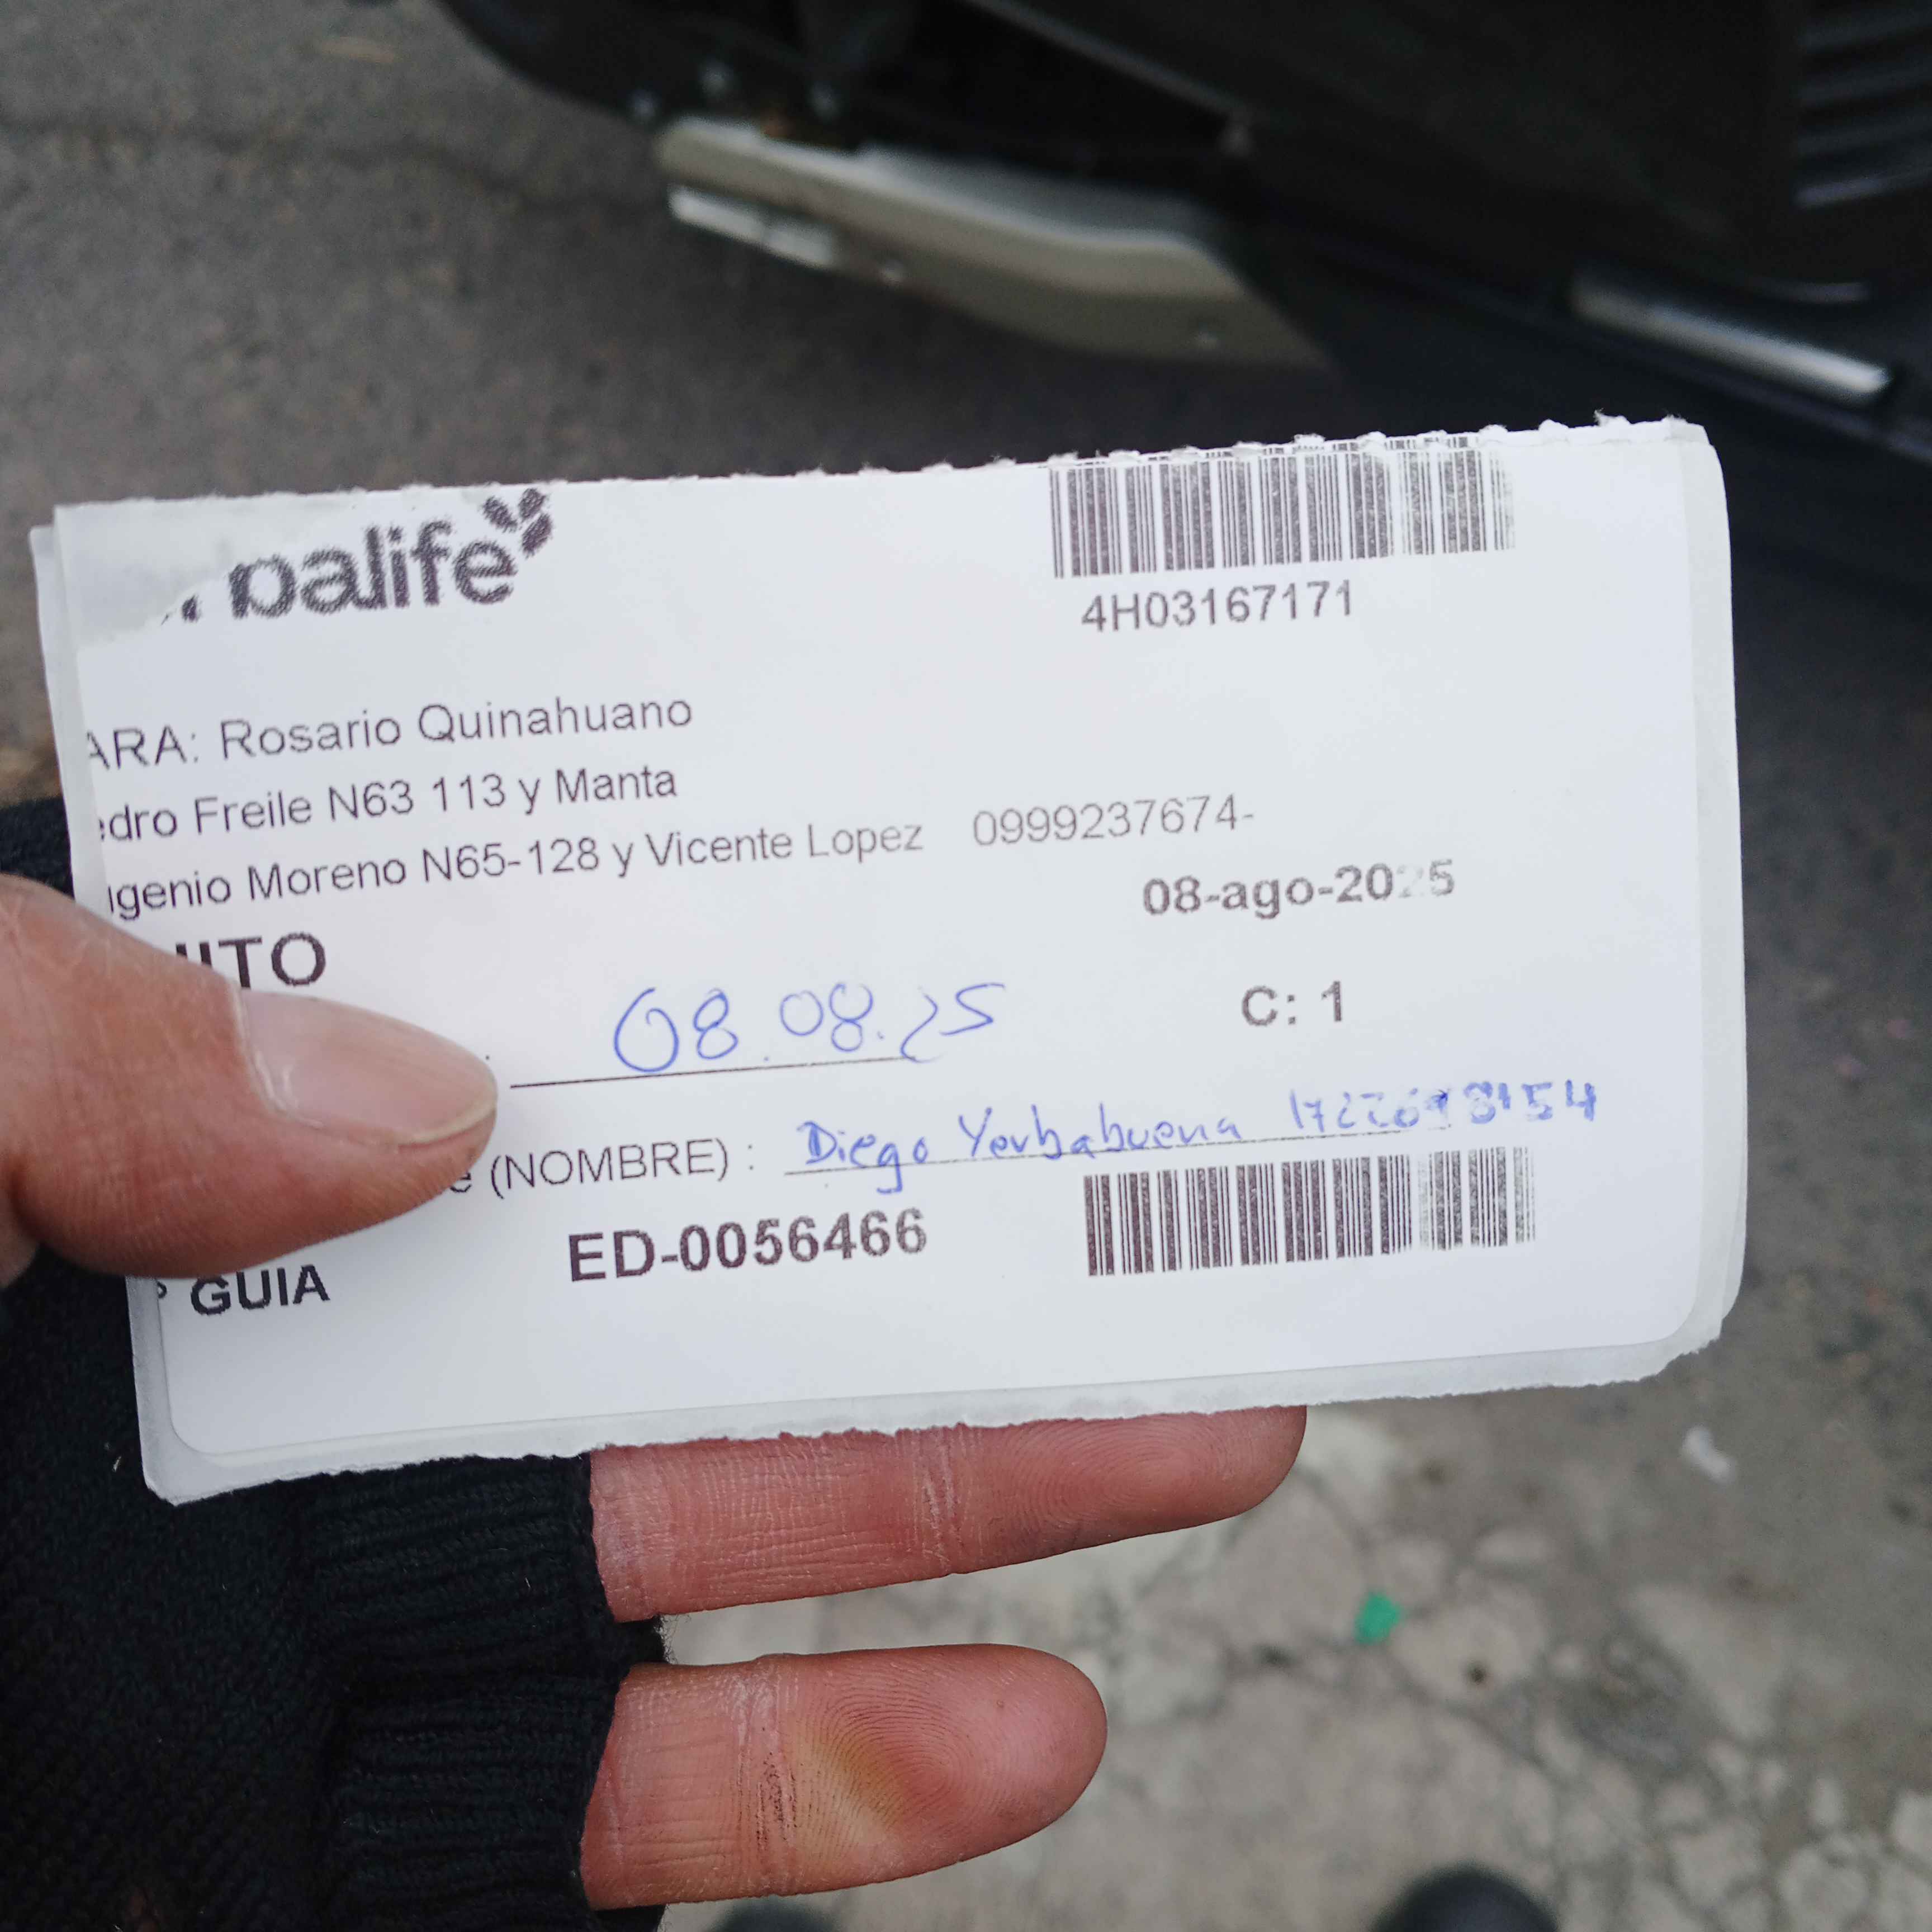 palife
4H03167171
ARA: Rosario Quinahuano
edro Freile N63 113 y Manta
igenio Moreno N65-128 y Vicente Lopez 0999237674-
08-ago-2025
UITO
08.08.25
C: 1
e (NOMBRE) : Diego Yerbabuena
ED-0056466
° GUIA